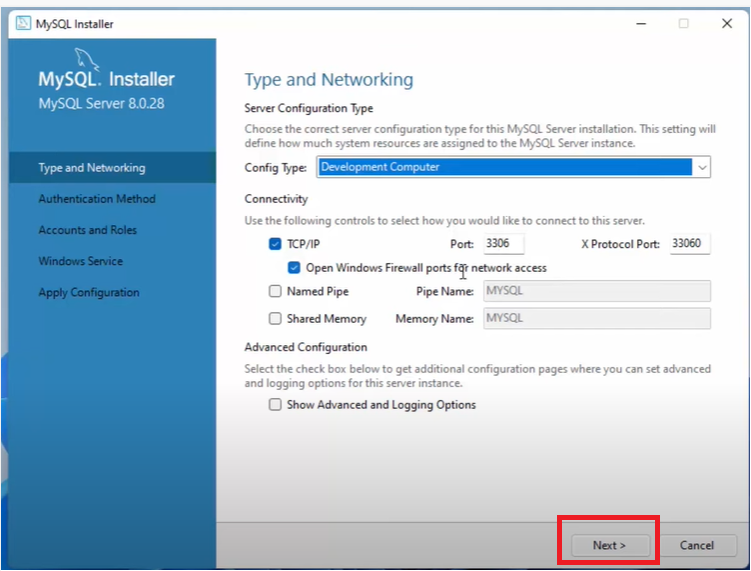 MySQL Installer
MySQL. Installer
MySQL Server 8.0.28
Type and Networking
Authentication Method
Accounts and Roles
Windows Service
Apply Configuration
Type and Networking
Server Configuration Type
Choose the correct server configuration type for this MySQL Server installation. This setting will
define how much system resources are assigned to the MySQL Server instance.
Config Type: Development Computer
Connectivity
Use the following controls to select how you would like to connect to this server.
TCP/IP Port: 3306 X Protocol Port: 33060
Open Windows Firewall ports for network access
Named Pipe Pipe Name: MYSQL
Shared Memory Memory Name: MYSQL
Advanced Configuration
Select the check box below to get additional configuration pages where you can set advanced
and logging options for this server instance.
Show Advanced and Logging Options
Next > Cancel